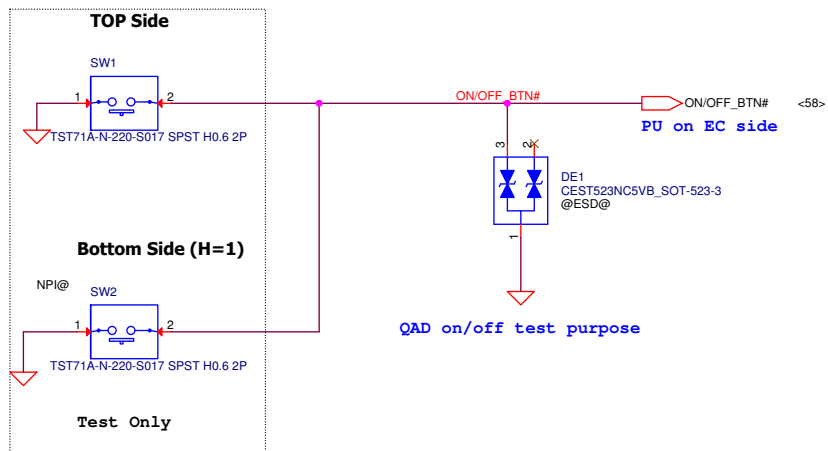 TOP Side
SW1
1
2
TST71A-N-220-S017 SPST H0.6 2P
ON/OFF_BTN#
ON/OFF_BTN#
<58>
PU on EC side
3
2
DE1
CEST523NC5VB_SOT-523-3
@ESD@
1
Bottom Side (H=1)
NPI@
SW2
1
2
TST71A-N-220-S017 SPST H0.6 2P
QAD on/off test purpose
Test Only